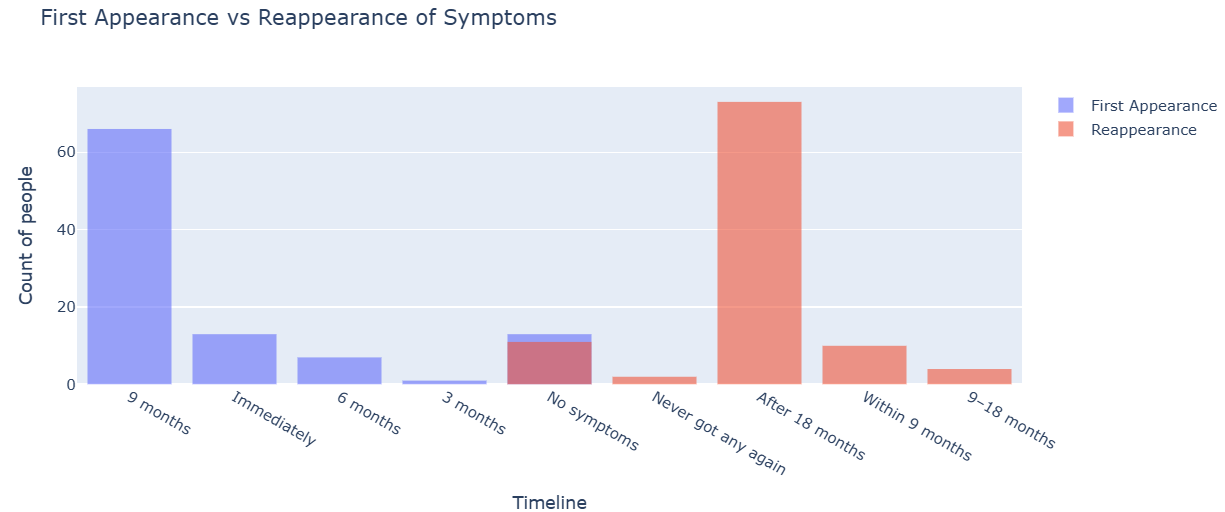 First Appearance vs Reappearance of Symptoms
First Appearance
Reappearance
Count of people
60
40
20
0
9 months
Immediately
6 months
3 months
No symptoms
Never got any again
After 18 months
Within 9 months
9–18 months
Timeline